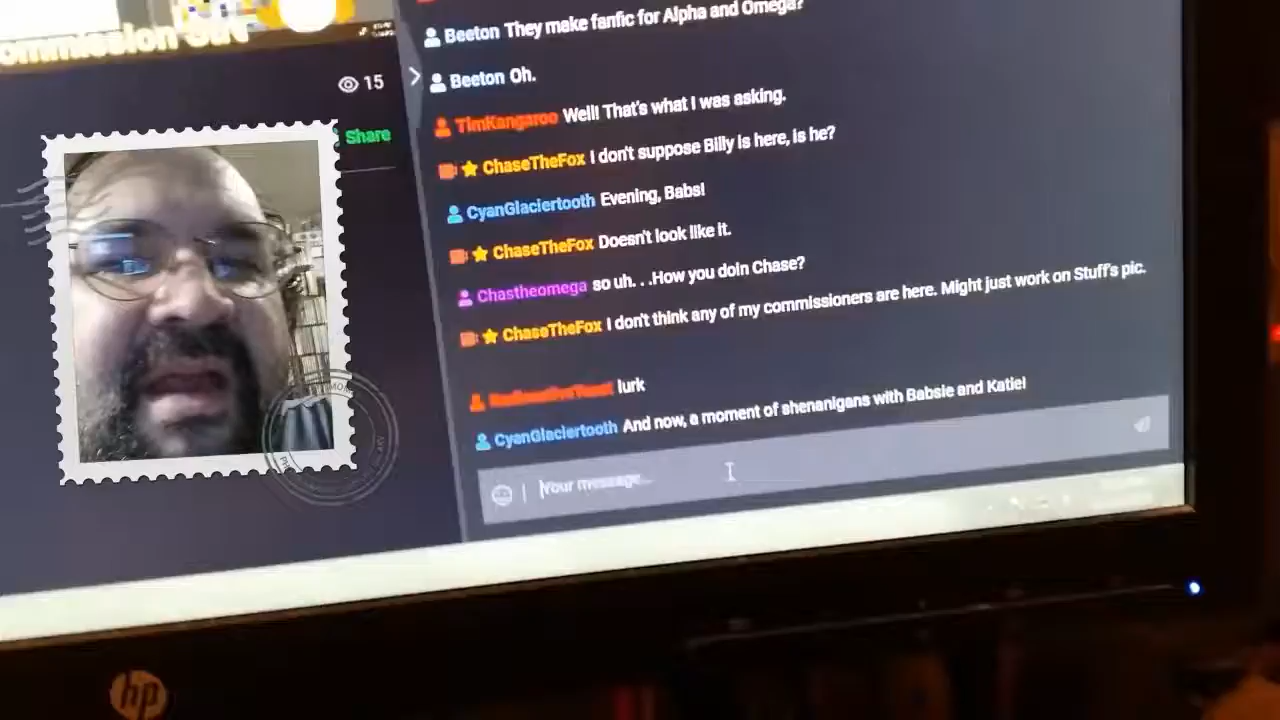 ommission
15
Share
Beeton They make fanfic for Alpha and Omega?
Beeton Oh.
TimKangaroo Well! That's what I was asking.
ChaseTheFox I don't suppose Billy is here, is he?
CyanGlaciertooth Evening, Babs!
ChaseTheFox Doesn't look like it.
Chastheomega so uh. . .How you doin Chase?
ChaseTheFox I don't think any of my commissioners are here. Might just work on Stuff's pic.
lurk
CyanGlaciertooth And now, a moment of shenanigans with Babsie and Katie!
Your message...
hp